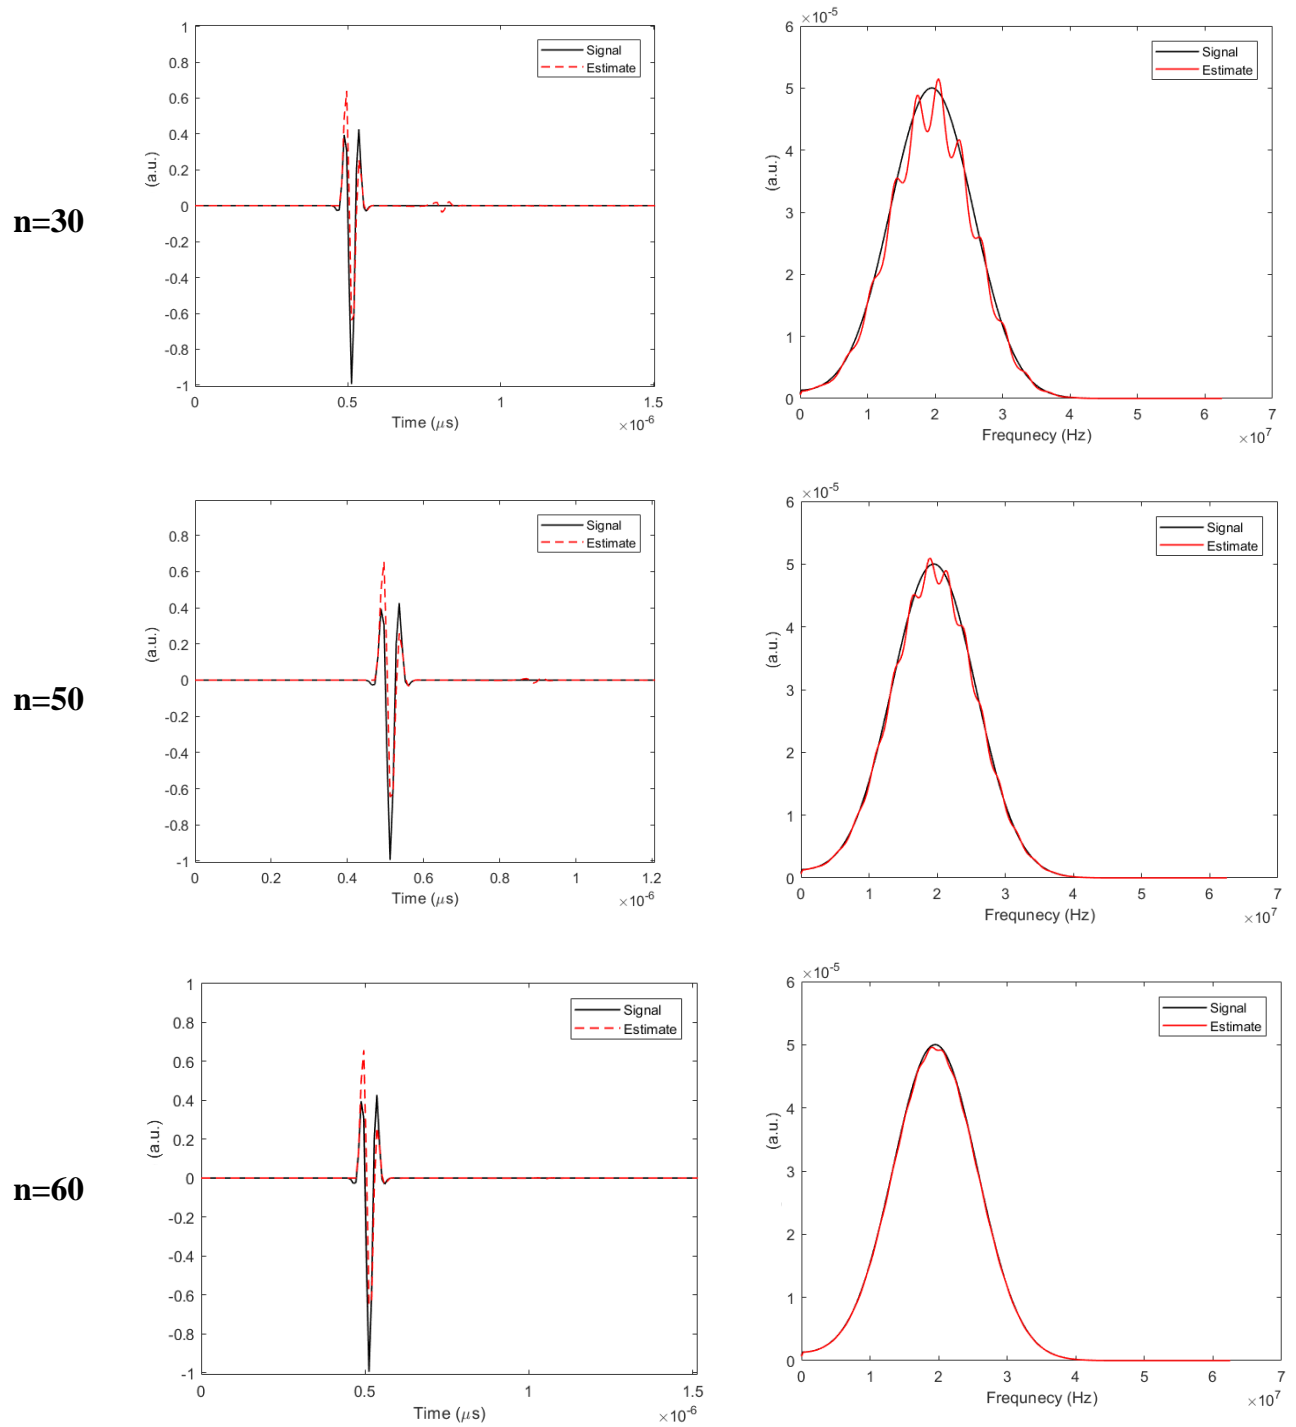 n=30
1
0.8
0.6
0.4
0.2
0
-0.2
-0.4
-0.6
-0.8
-1
(a.u.)
Signal
Estimate
0 0.5 1 1.5
Time (μs)
×10-6
×10-5
6
5
4
3
2
1
0
(a.u.)
Signal
Estimate
0 1 2 3 4 5 6 7
Frequnecy (Hz)
×107
n=50
0.8
0.6
0.4
0.2
0
-0.2
-0.4
-0.6
-0.8
-1
(a.u.)
Signal
Estimate
0 0.2 0.4 0.6 0.8 1 1.2
Time (μs)
×10-6
×10-5
6
5
4
3
2
1
0
(a.u.)
Signal
Estimate
0 1 2 3 4 5 6 7
Frequnecy (Hz)
×107
n=60
1
0.8
0.6
0.4
0.2
0
-0.2
-0.4
-0.6
-0.8
-1
(a.u.)
Signal
Estimate
0 0.5 1 1.5
Time (μs)
×10-6
×10-5
6
5
4
3
2
1
0
(a.u.)
Signal
Estimate
0 1 2 3 4 5 6 7
Frequnecy (Hz)
×107